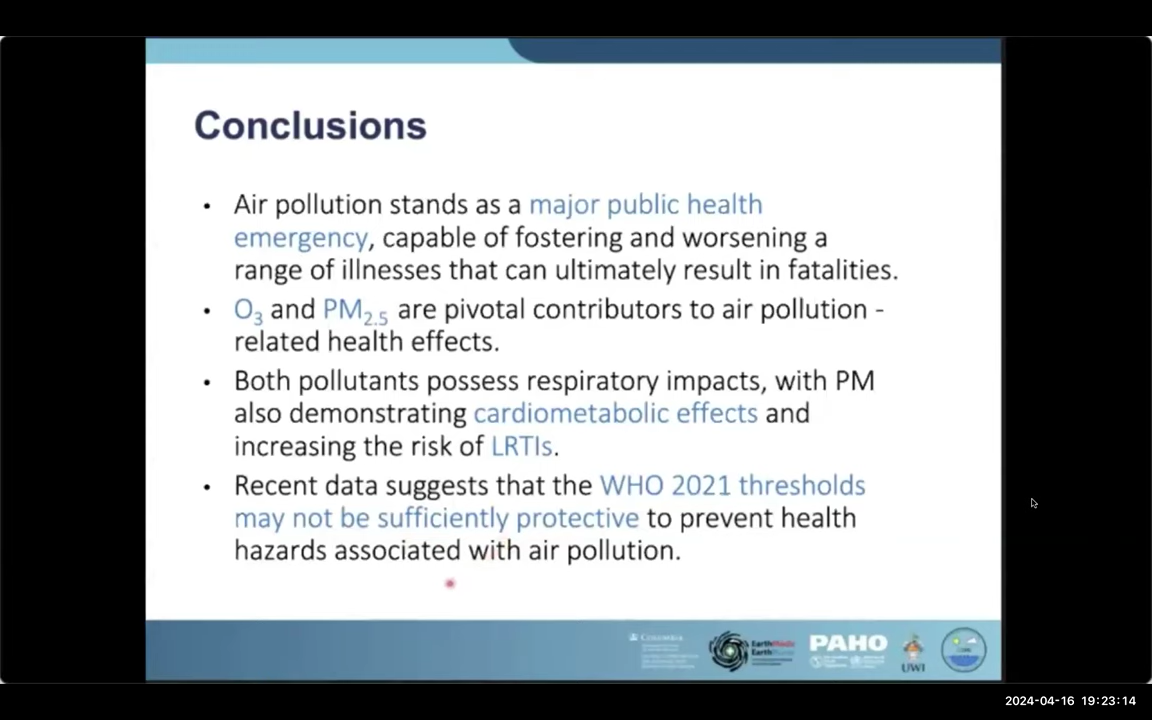 Conclusions
• Air pollution stands as a major public health
emergency, capable of fostering and worsening a
range of illnesses that can ultimately result in fatalities.
• O₃ and PM₂.₅ are pivotal contributors to air pollution -
related health effects.
• Both pollutants possess respiratory impacts, with PM
also demonstrating cardiometabolic effects and
increasing the risk of LRTIs.
• Recent data suggests that the WHO 2021 thresholds
may not be sufficiently protective to prevent health
hazards associated with air pollution.
PAHO
UWI
2024-04-16 19:23:14